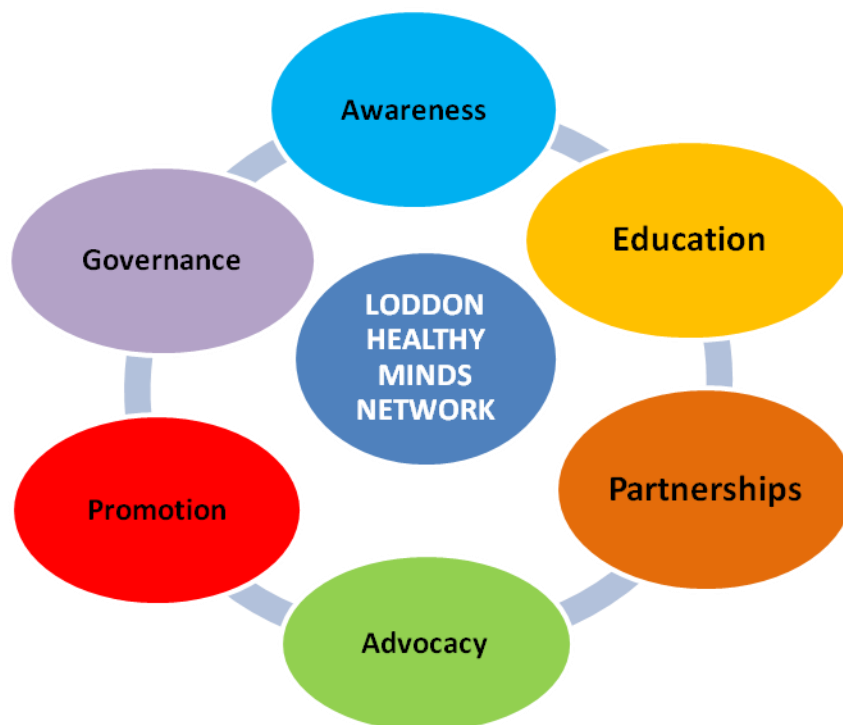 Awareness
Education
Governance
LODDON
HEALTHY
MINDS
NETWORK
Partnerships
Promotion
Advocacy